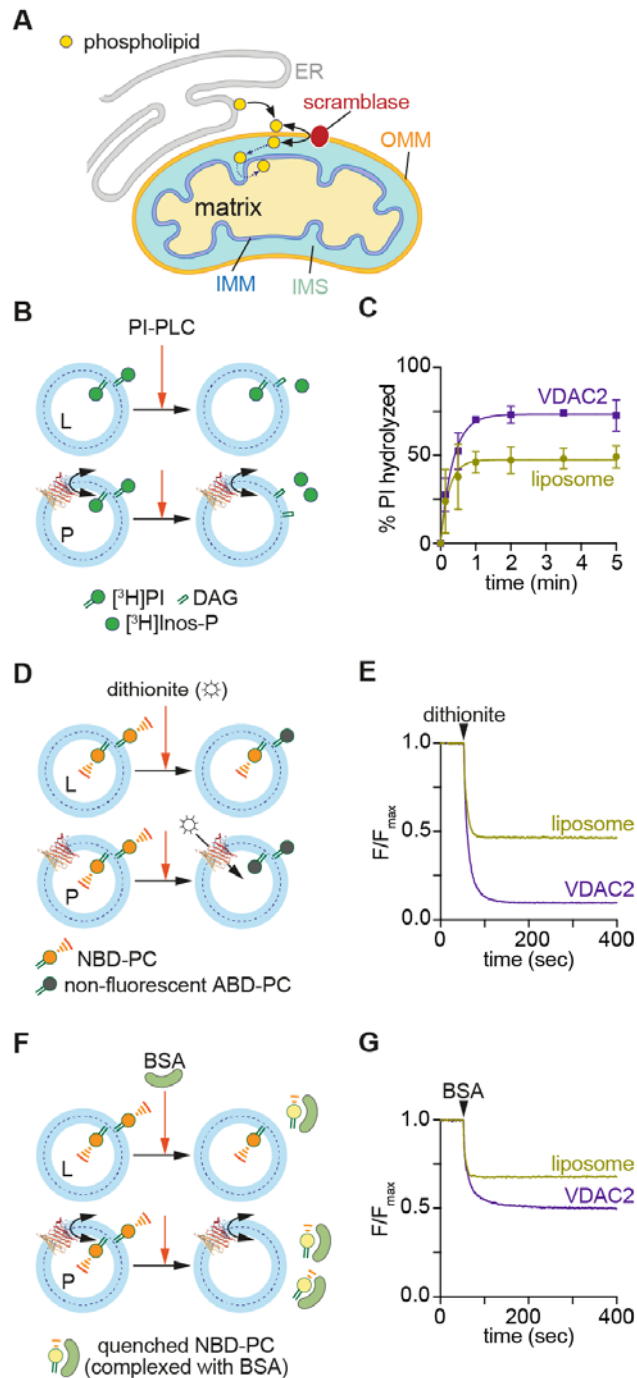 A
phospholipid
ER
scramblase
OMM
matrix
IMM
IMS
B
PI-PLC
L
P
[³H]PI
DAG
[³H]Inos-P
C
% PI hydrolyzed
100
50
0
VDAC2
liposome
0 1 2 3 4 5
time (min)
D
dithionite ( )
L
P
NBD-PC
non-fluorescent ABD-PC
E
dithionite
F/Fmax
1.0
0.5
0.0
liposome
VDAC2
0 200 400
time (sec)
F
BSA
L
P
quenched NBD-PC
(complexed with BSA)
G
BSA
F/Fmax
1.0
0.5
0.0
liposome
VDAC2
0 200 400
time (sec)